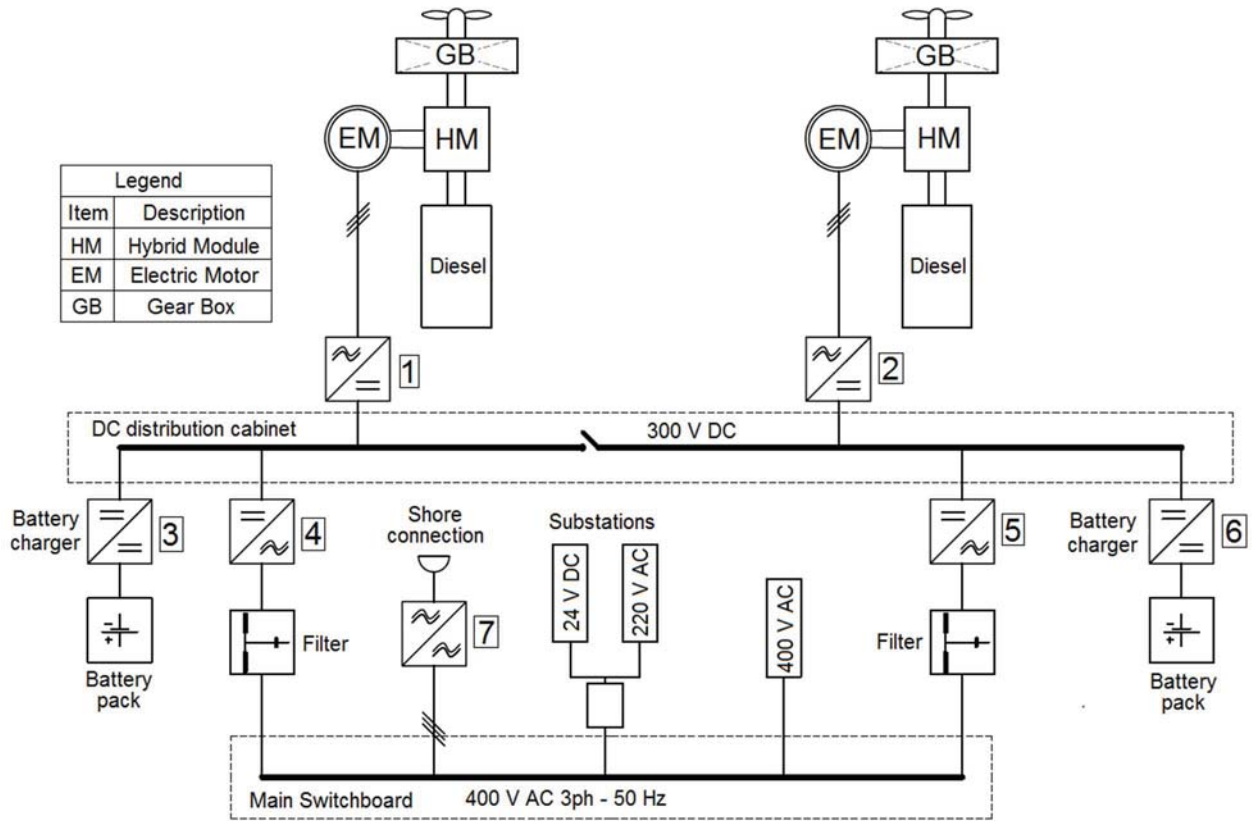 GB
GB
EM
HM
EM
HM
Legend
Item Description
HM Hybrid Module
EM Electric Motor
GB Gear Box
Diesel
Diesel
1
2
DC distribution cabinet
300 V DC
Battery
charger
3
4
Shore
connection
Substations
5
Battery
charger
6
24 V DC
220 V AC
400 V AC
7
Filter
Filter
Battery
pack
Battery
pack
Main Switchboard
400 V AC 3ph - 50 Hz